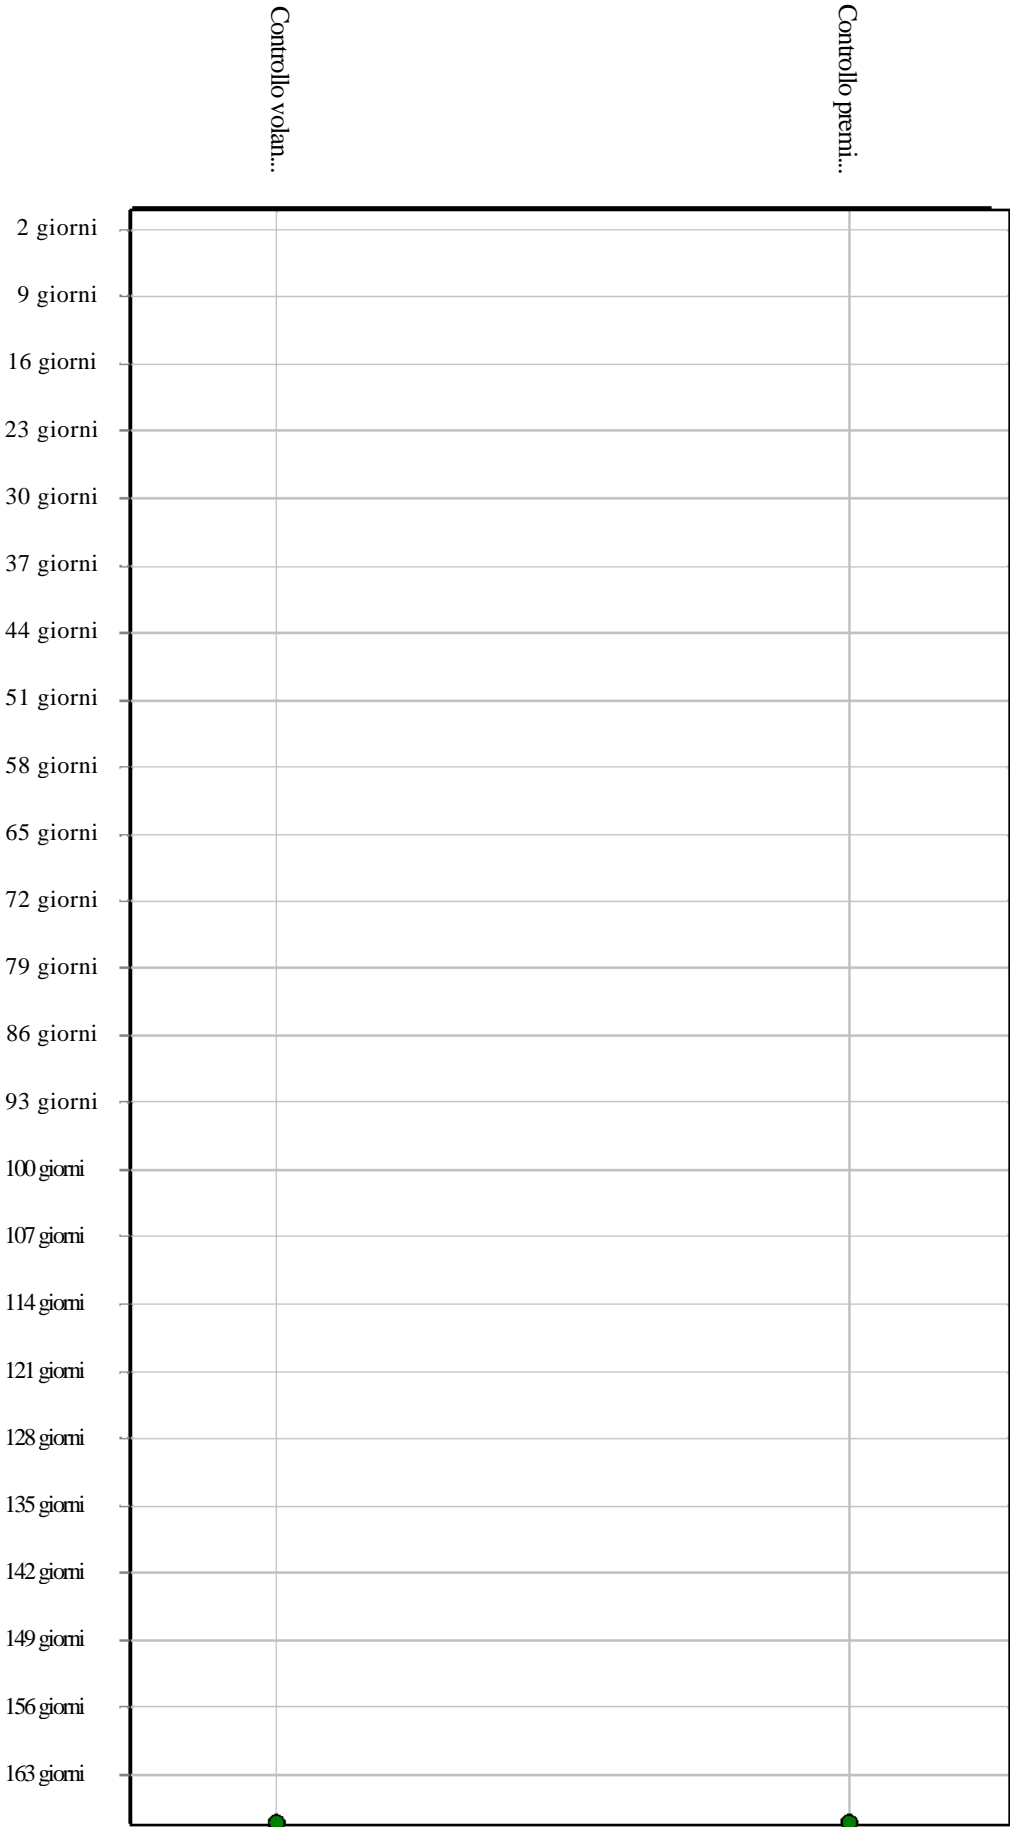 Controllo volan...
Controllo premi...
2 giorni
9 giorni
16 giorni
23 giorni
30 giorni
37 giorni
44 giorni
51 giorni
58 giorni
65 giorni
72 giorni
79 giorni
86 giorni
93 giorni
100 giorni
107 giorni
114 giorni
121 giorni
128 giorni
135 giorni
142 giorni
149 giorni
156 giorni
163 giorni